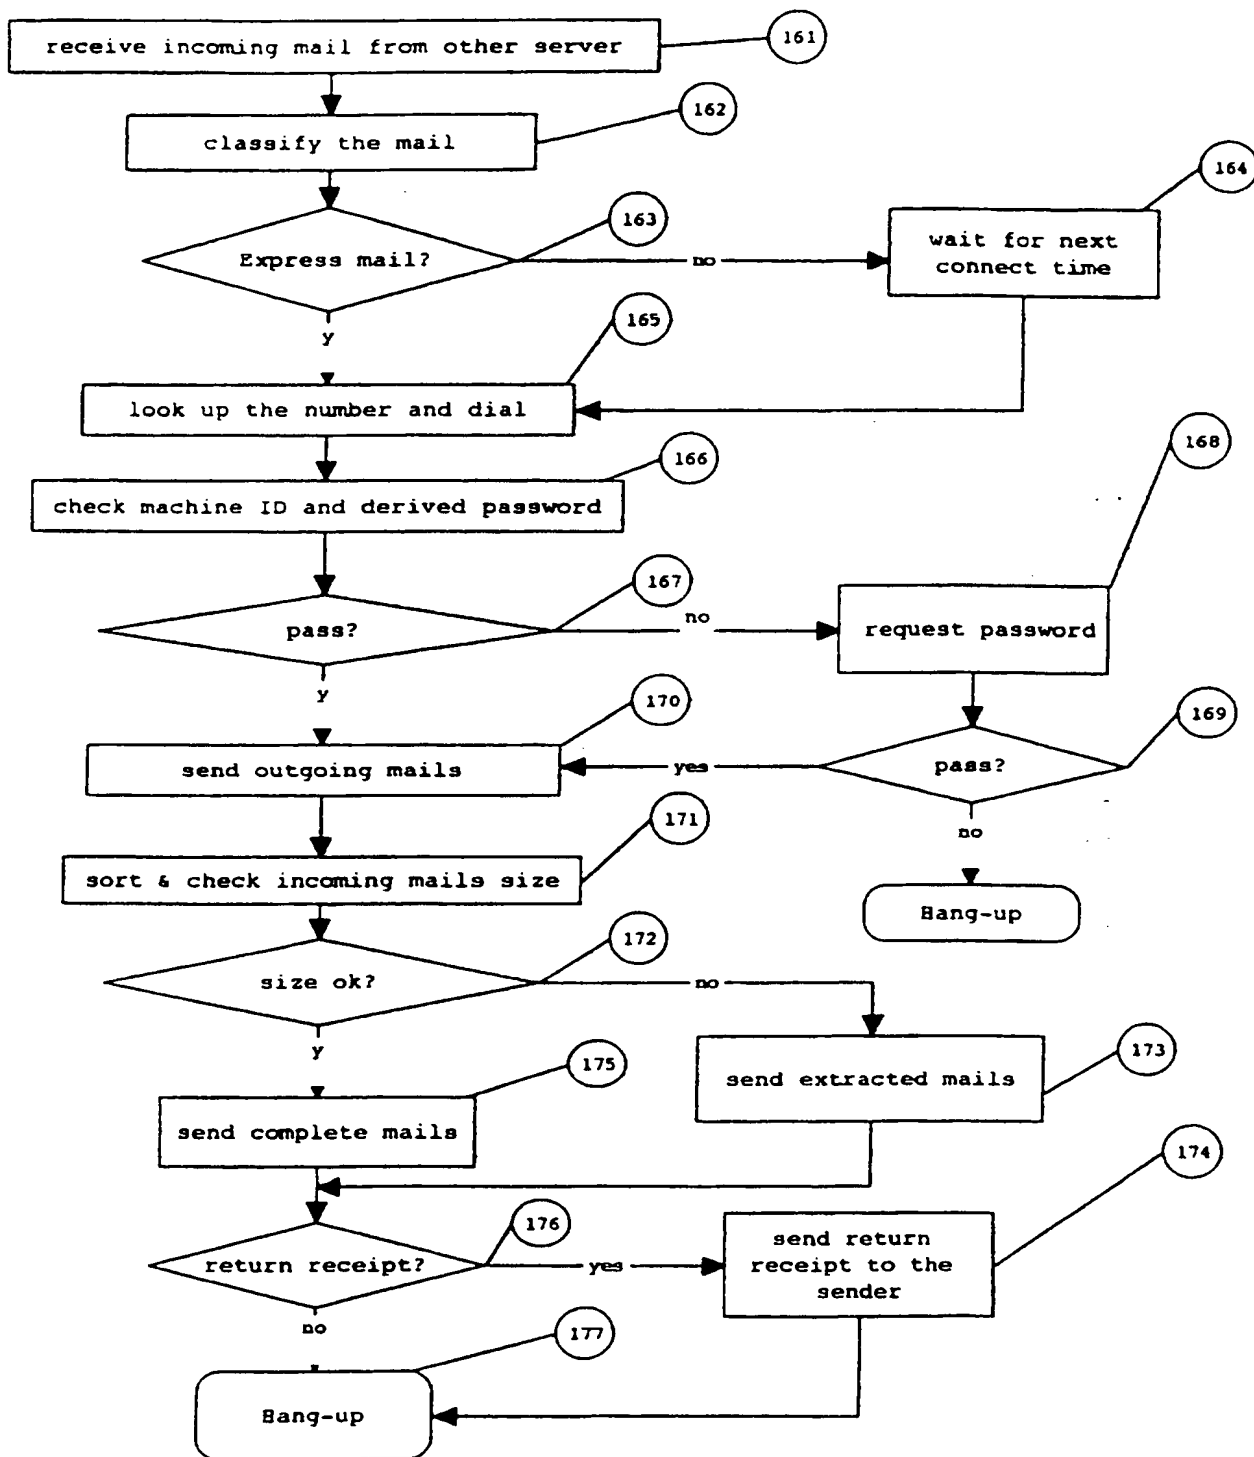 receive incoming mail from other server
161
classify the mail
162
Express mail?
163
no
wait for next
connect time
164
y
look up the number and dial
165
check machine ID and derived password
166
pass?
167
no
request password
168
y
send outgoing mails
170
yes
pass?
169
no
Hang-up
sort & check incoming mails size
171
size ok?
172
no
send extracted mails
173
y
send complete mails
175
return receipt?
176
yes
send return
receipt to the
sender
174
no
Hang-up
177